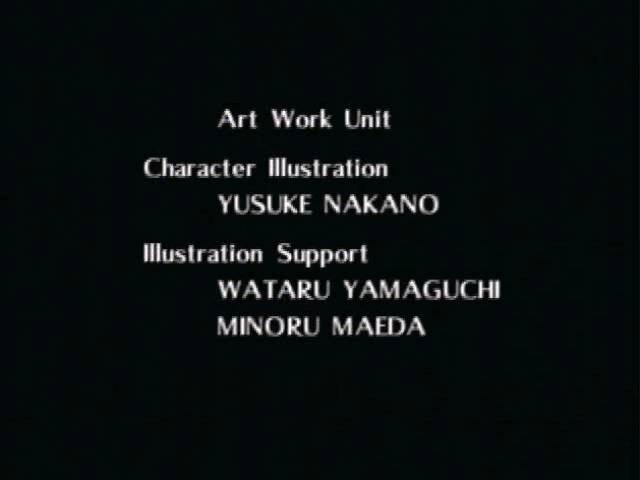 Art Work Unit
Character Illustration
YUSUKE NAKANO
Illustration Support
WATARU YAMAGUCHI
MINORU MAEDA